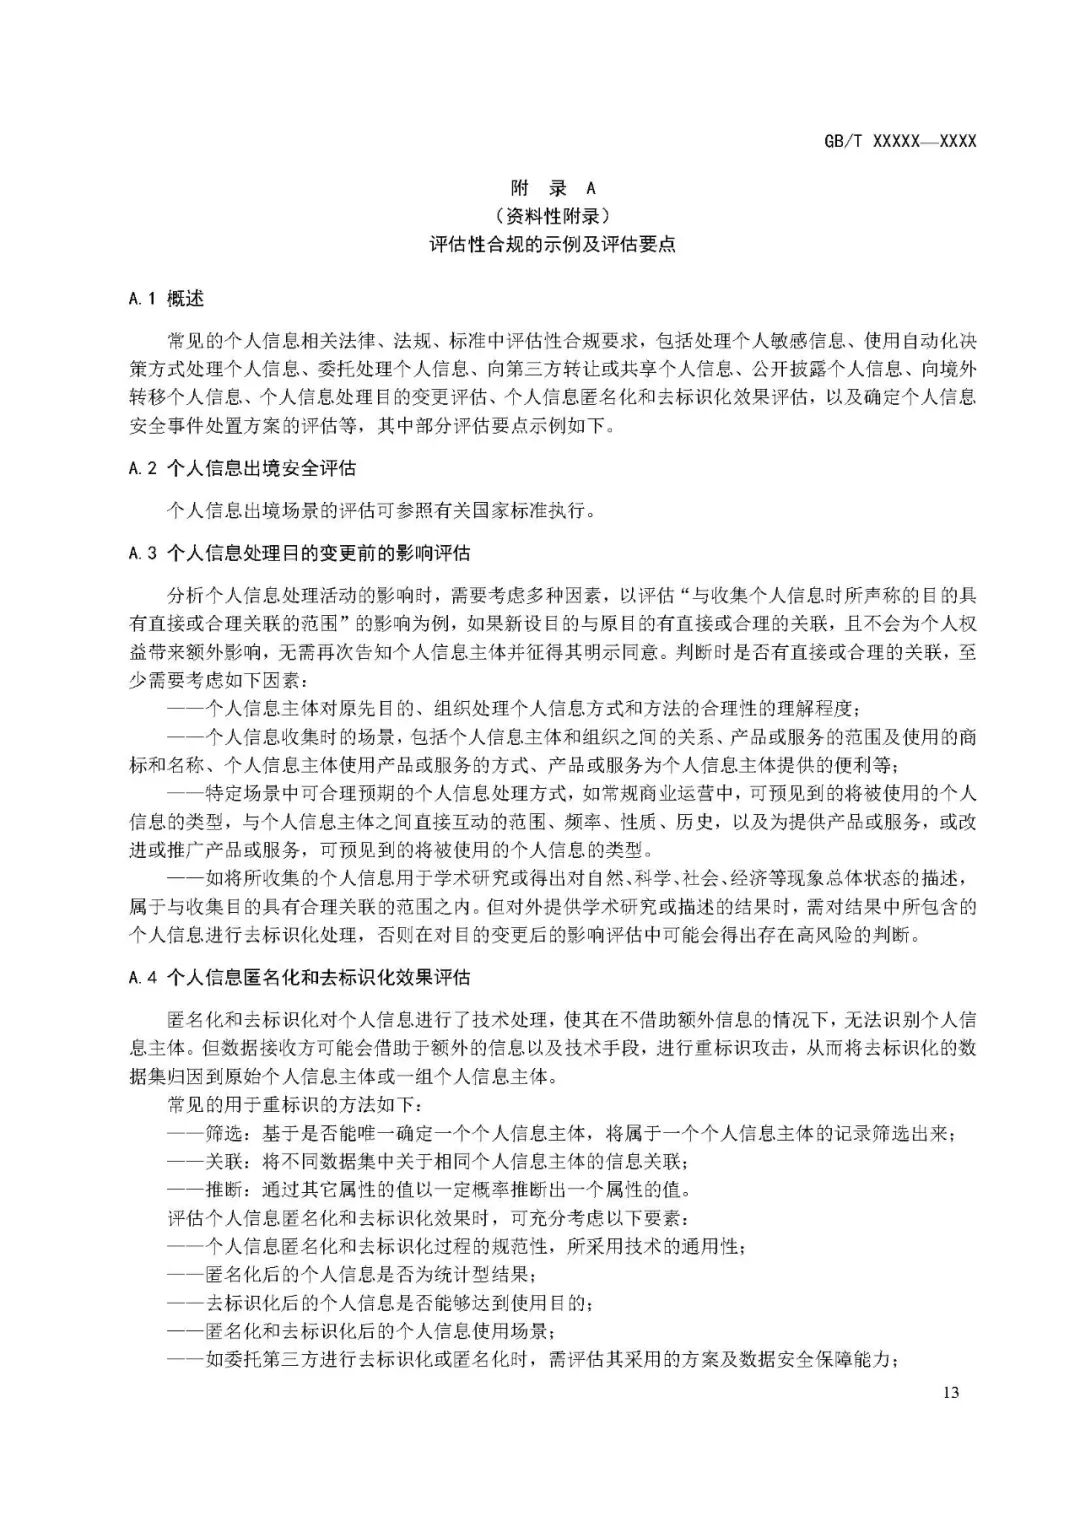 GB/T XXXXX—XXXX
附 录 A
（资料性附录）
评估性合规的示例及评估要点
A.1 概述
常见的个人信息相关法律、法规、标准中评估性合规要求，包括处理个人敏感信息、使用自动化决
策方式处理个人信息、委托处理个人信息、向第三方转让或共享个人信息、公开披露个人信息、向境外
转移个人信息、个人信息处理目的变更评估、个人信息匿名化和去标识化效果评估，以及确定个人信息
安全事件处置方案的评估等，其中部分评估要点示例如下。
A.2 个人信息出境安全评估
个人信息出境场景的评估可参照有关国家标准执行。
A.3 个人信息处理目的变更前的影响评估
分析个人信息处理活动的影响时，需要考虑多种因素，以评估“与收集个人信息时所声称的目的具
有直接或合理关联的范围”的影响为例，如果新设目的与原目的有直接或合理的关联，且不会为个人权
益带来额外影响，无需再次告知个人信息主体并征得其明示同意。判断时是否有直接或合理的关联，至
少需要考虑如下因素：
——个人信息主体对原先目的、组织处理个人信息方式和方法的合理性的理解程度；
——个人信息收集时的场景，包括个人信息主体和组织之间的关系、产品或服务的范围及使用的商
标和名称、个人信息主体使用产品或服务的方式、产品或服务为个人信息主体提供的便利等；
——特定场景中可合理预期的个人信息处理方式，如常规商业运营中，可预见到的将被使用的个人
信息的类型，与个人信息主体之间直接互动的范围、频率、性质、历史，以及为提供产品或服务，或改
进或推广产品或服务，可预见到的将被使用的个人信息的类型。
——如将所收集的个人信息用于学术研究或得出对自然、科学、社会、经济等现象总体状态的描述，
属于与收集目的具有合理关联的范围之内。但对外提供学术研究或描述的结果时，需对结果中所包含的
个人信息进行去标识化处理，否则在对目的变更后的影响评估中可能会得出存在高风险的判断。
A.4 个人信息匿名化和去标识化效果评估
匿名化和去标识化对个人信息进行了技术处理，使其在不借助额外信息的情况下，无法识别个人信
息主体。但数据接收方可能会借助于额外的信息以及技术手段，进行重标识攻击，从而将去标识化的数
据集归因到原始个人信息主体或一组个人信息主体。
常见的用于重标识的方法如下：
——筛选：基于是否能唯一确定一个个人信息主体，将属于一个个人信息主体的记录筛选出来；
——关联：将不同数据集中关于相同个人信息主体的信息关联；
——推断：通过其它属性的值以一定概率推断出一个属性的值。
评估个人信息匿名化和去标识化效果时，可充分考虑以下要素：
——个人信息匿名化和去标识化过程的规范性，所采用技术的通用性；
——匿名化后的个人信息是否为统计型结果；
——去标识化后的个人信息是否能够达到使用目的；
——匿名化和去标识化后的个人信息使用场景；
——如委托第三方进行去标识化或匿名化时，需评估其采用的方案及数据安全保障能力；
13